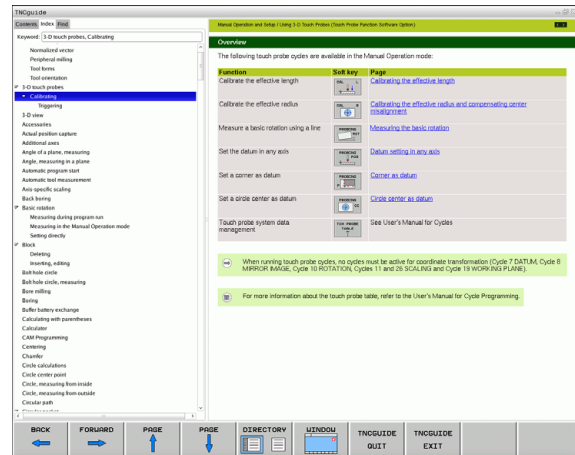 TNCguide
Contents Index Find
Keyword: 3-D touch probes, Calibrating
Normalized vector
Peripheral milling
Tool forms
Tool orientation
3-D touch probes
Calibrating
Triggering
3-D view
Accessories
Actual position capture
Additional axes
Angle of a plane, measuring
Angle, measuring in a plane
Automatic program start
Automatic tool measurement
Axis-specific scaling
Back boring
Basic rotation
Measuring during program run
Measuring in the Manual Operation mode
Setting directly
Block
Deleting
Inserting, editing
Bolt hole circle
Bolt hole circle, measuring
Bore milling
Boring
Buffer battery exchange
Calculating with parentheses
Calculator
CAM Programming
Centering
Chamfer
Circle calculations
Circle center point
Circle, measuring from inside
Circle, measuring from outside
Circular path
Manual Operation and Setup / Using 3-D Touch Probes (Touch Probe Function Software Option)
Overview
The following touch probe cycles are available in the Manual Operation mode:
Function Soft key Page
Calibrate the effective length CAL L Calibrating the effective length
Calibrate the effective radius CAL R Calibrating the effective radius and compensating center
misalignment
Measure a basic rotation using a line PROBING ROT Measuring the basic rotation
Set the datum in any axis PROBING POS Datum setting in any axis
Set a corner as datum PROBING P Corner as datum
Set a circle center as datum PROBING CC Circle center as datum
Touch probe system data
management TCH PROBE TABLE See User's Manual for Cycles
When running touch probe cycles, no cycles must be active for coordinate transformation (Cycle 7 DATUM, Cycle 8
MIRROR IMAGE, Cycle 10 ROTATION, Cycles 11 and 26 SCALING and Cycle 19 WORKING PLANE).
For more information about the touch probe table, refer to the User's Manual for Cycle Programming.
BACK FORWARD PAGE PAGE DIRECTORY WINDOW TNCGUIDE TNCGUIDE
QUIT EXIT